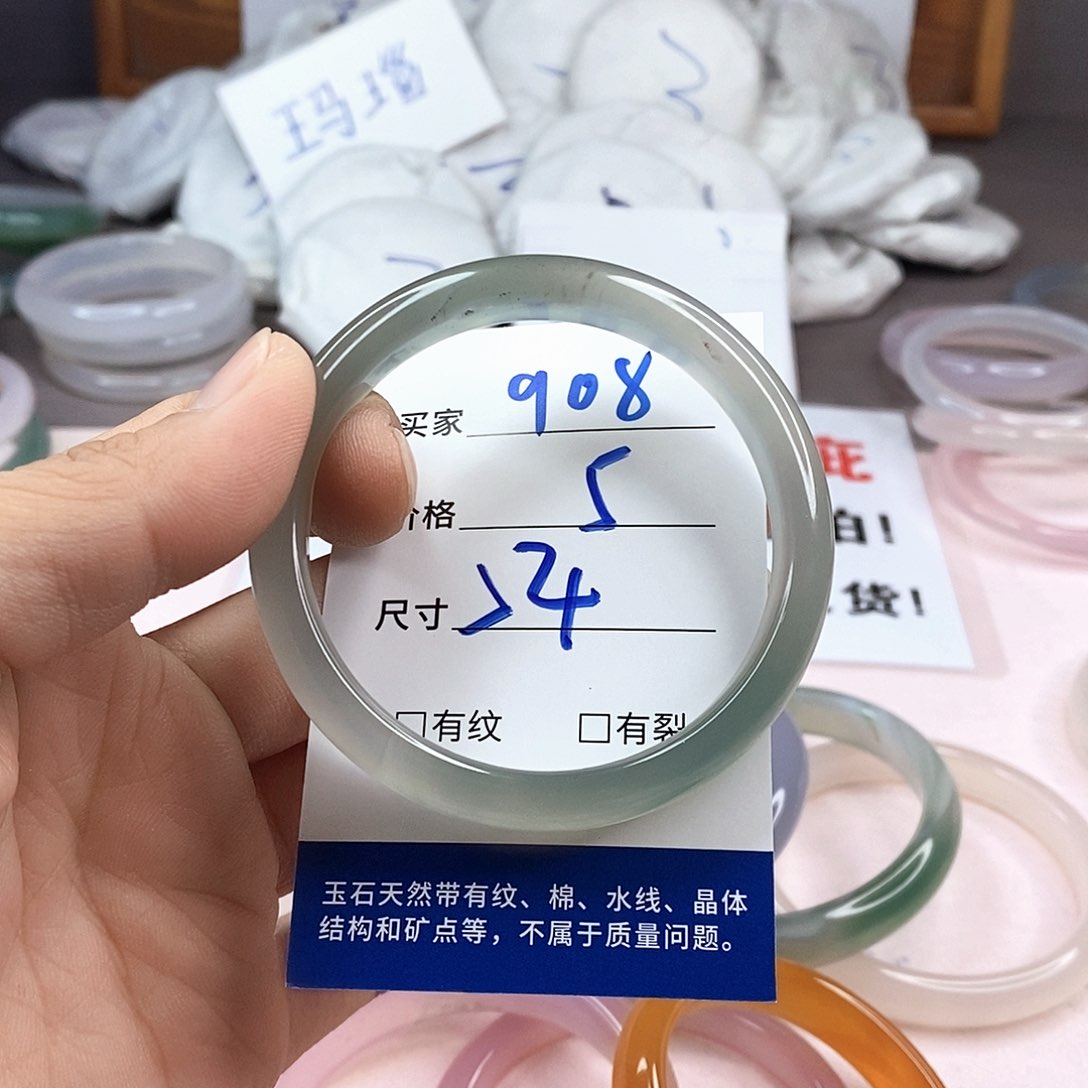 玛瑙
买家 908
价格 5
尺寸 54
□有纹 □有裂
玉石天然带有纹、棉、水线、晶体
结构和矿点等，不属于质量问题。
货！